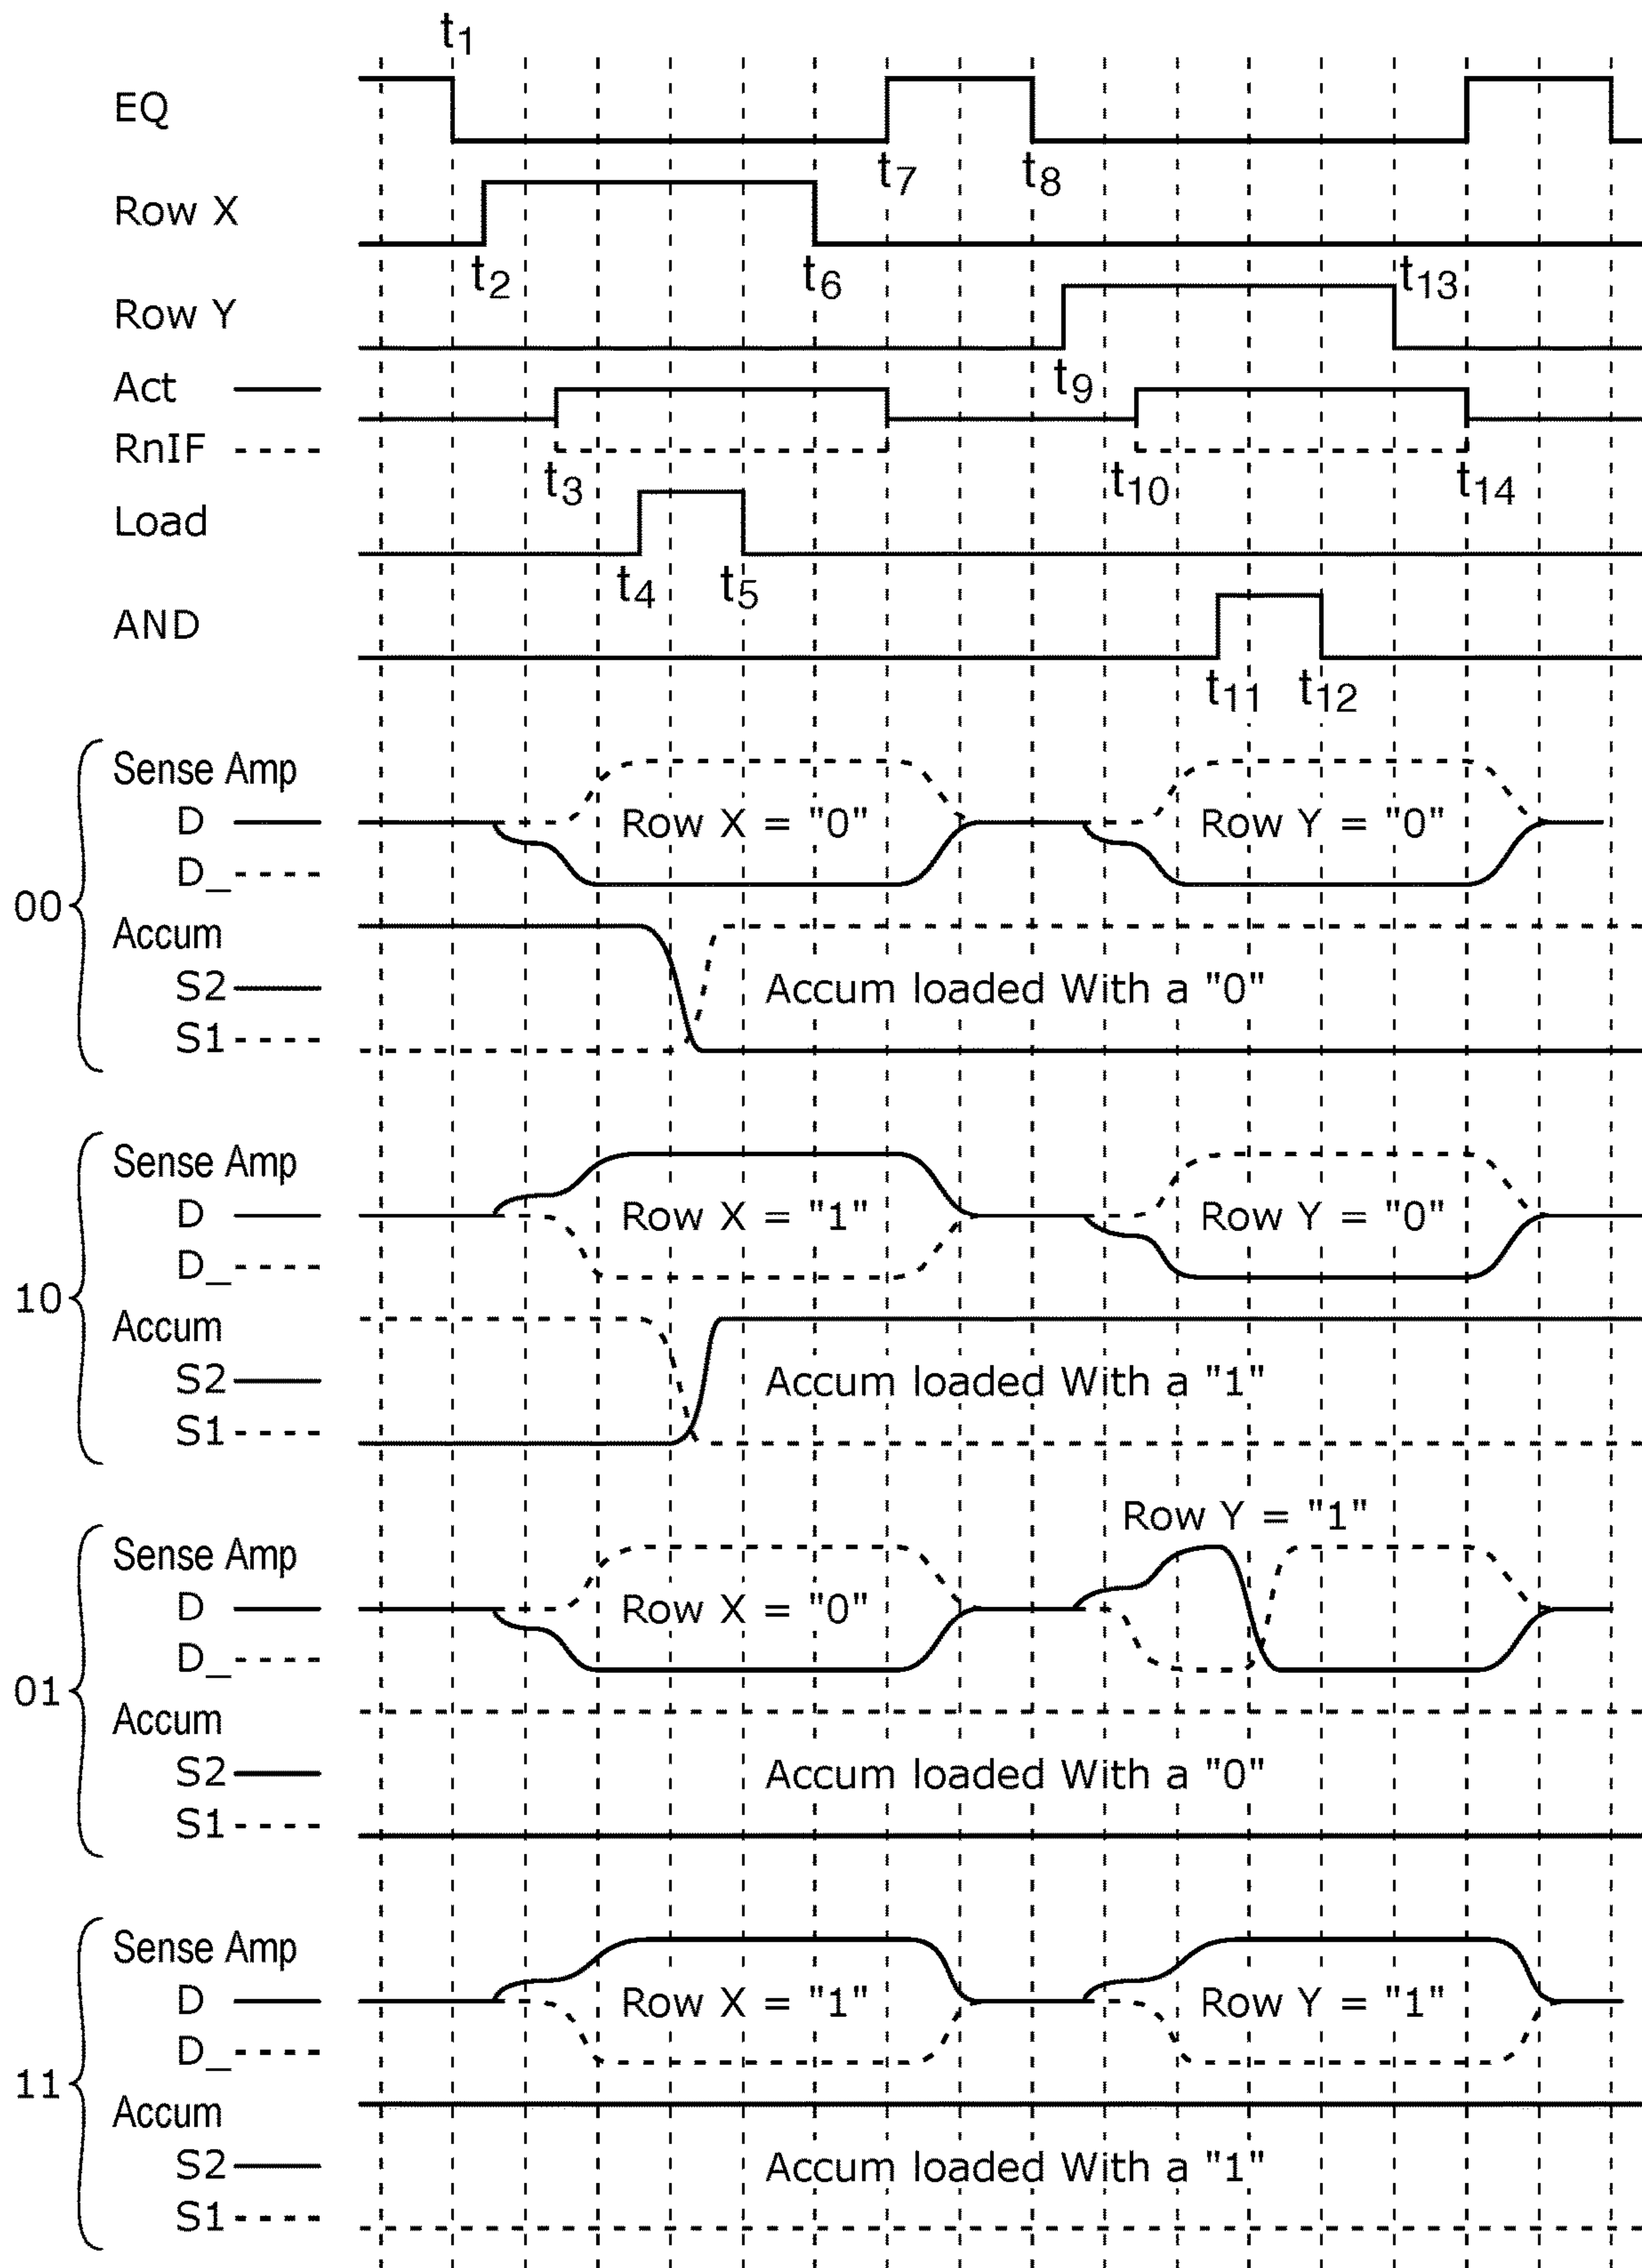 t1
EQ
t7 t8
Row X
t2 t6 t13
Row Y
t9
Act
RnIF
t3 t10 t14
Load
t4 t5
AND
t11 t12
00
Sense Amp
D Row X = "0" Row Y = "0"
D_
Accum
S2 Accum loaded With a "0"
S1
10
Sense Amp
D Row X = "1" Row Y = "0"
D_
Accum
S2 Accum loaded With a "1"
S1
01
Row Y = "1"
Sense Amp
D Row X = "0"
D_
Accum
S2 Accum loaded With a "0"
S1
11
Sense Amp
D Row X = "1" Row Y = "1"
D_
Accum
S2 Accum loaded With a "1"
S1